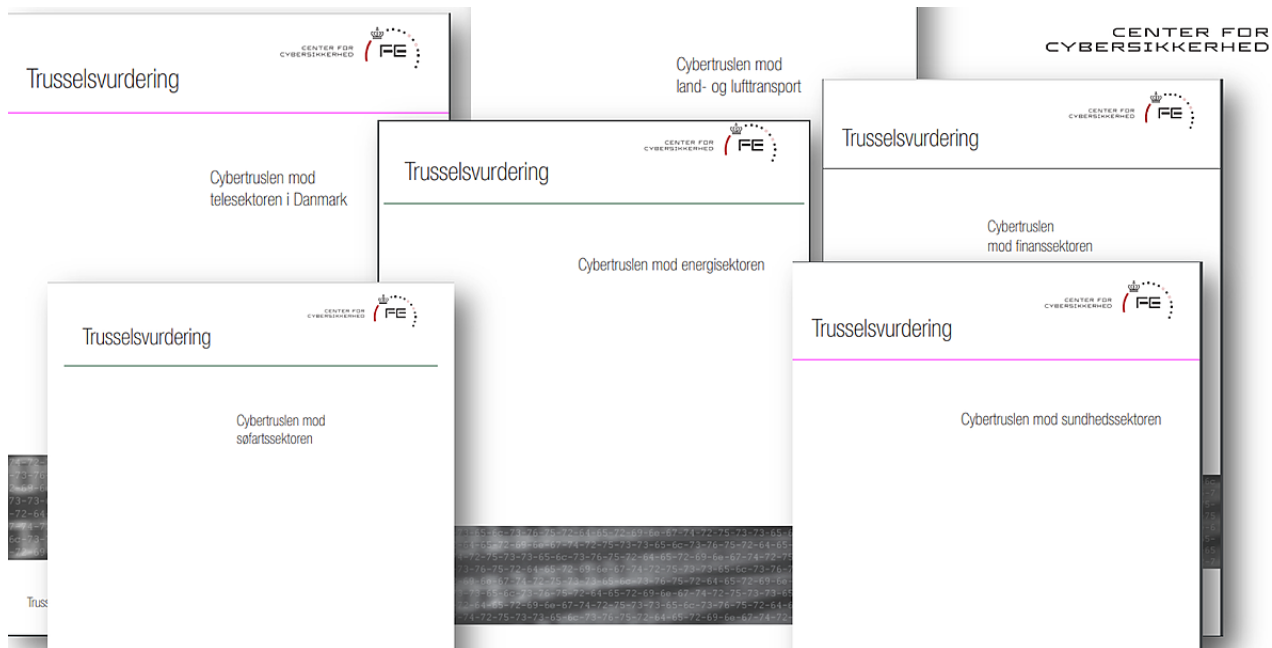 CENTER FOR
CYBERSIKKERHED
CENTER FOR
CYBERSIKKERHED
FE
Trusselsvurdering
Cybertruslen mod
telesektoren i Danmark
Cybertruslen mod
land- og lufttransport
CENTER FOR
CYBERSIKKERHED
FE
Trusselsvurdering
Cybertruslen mod energisektoren
CENTER FOR
CYBERSIKKERHED
FE
Trusselsvurdering
Cybertruslen
mod finanssektoren
CENTER FOR
CYBERSIKKERHED
FE
Trusselsvurdering
Cybertruslen mod
søfartssektoren
CENTER FOR
CYBERSIKKERHED
FE
Trusselsvurdering
Cybertruslen mod sundhedssektoren